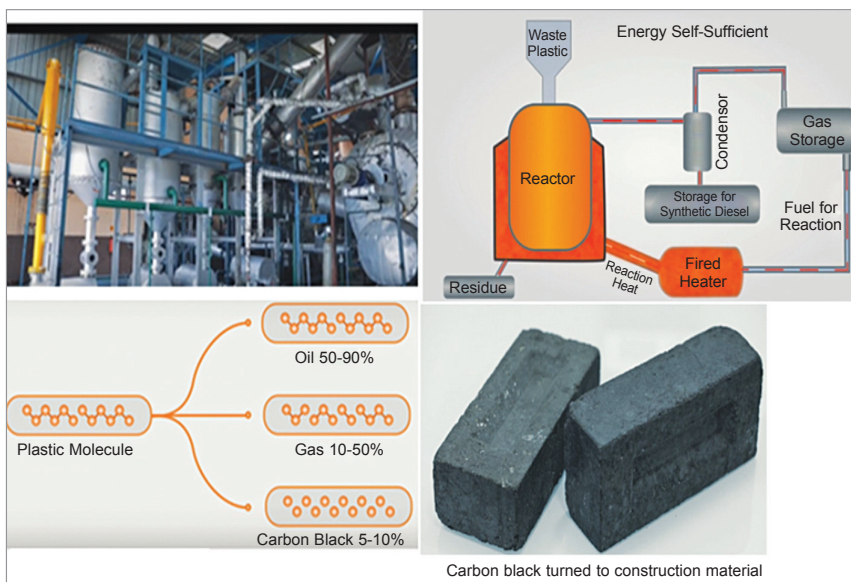 Waste
Plastic
Energy Self-Sufficient
Condensor
Gas
Storage
Reactor
Storage for
Synthetic Diesel
Fuel for
Reaction
Reaction
Heat
Fired
Heater
Residue
Oil 50-90%
Plastic Molecule
Gas 10-50%
Carbon Black 5-10%
Carbon black turned to construction material